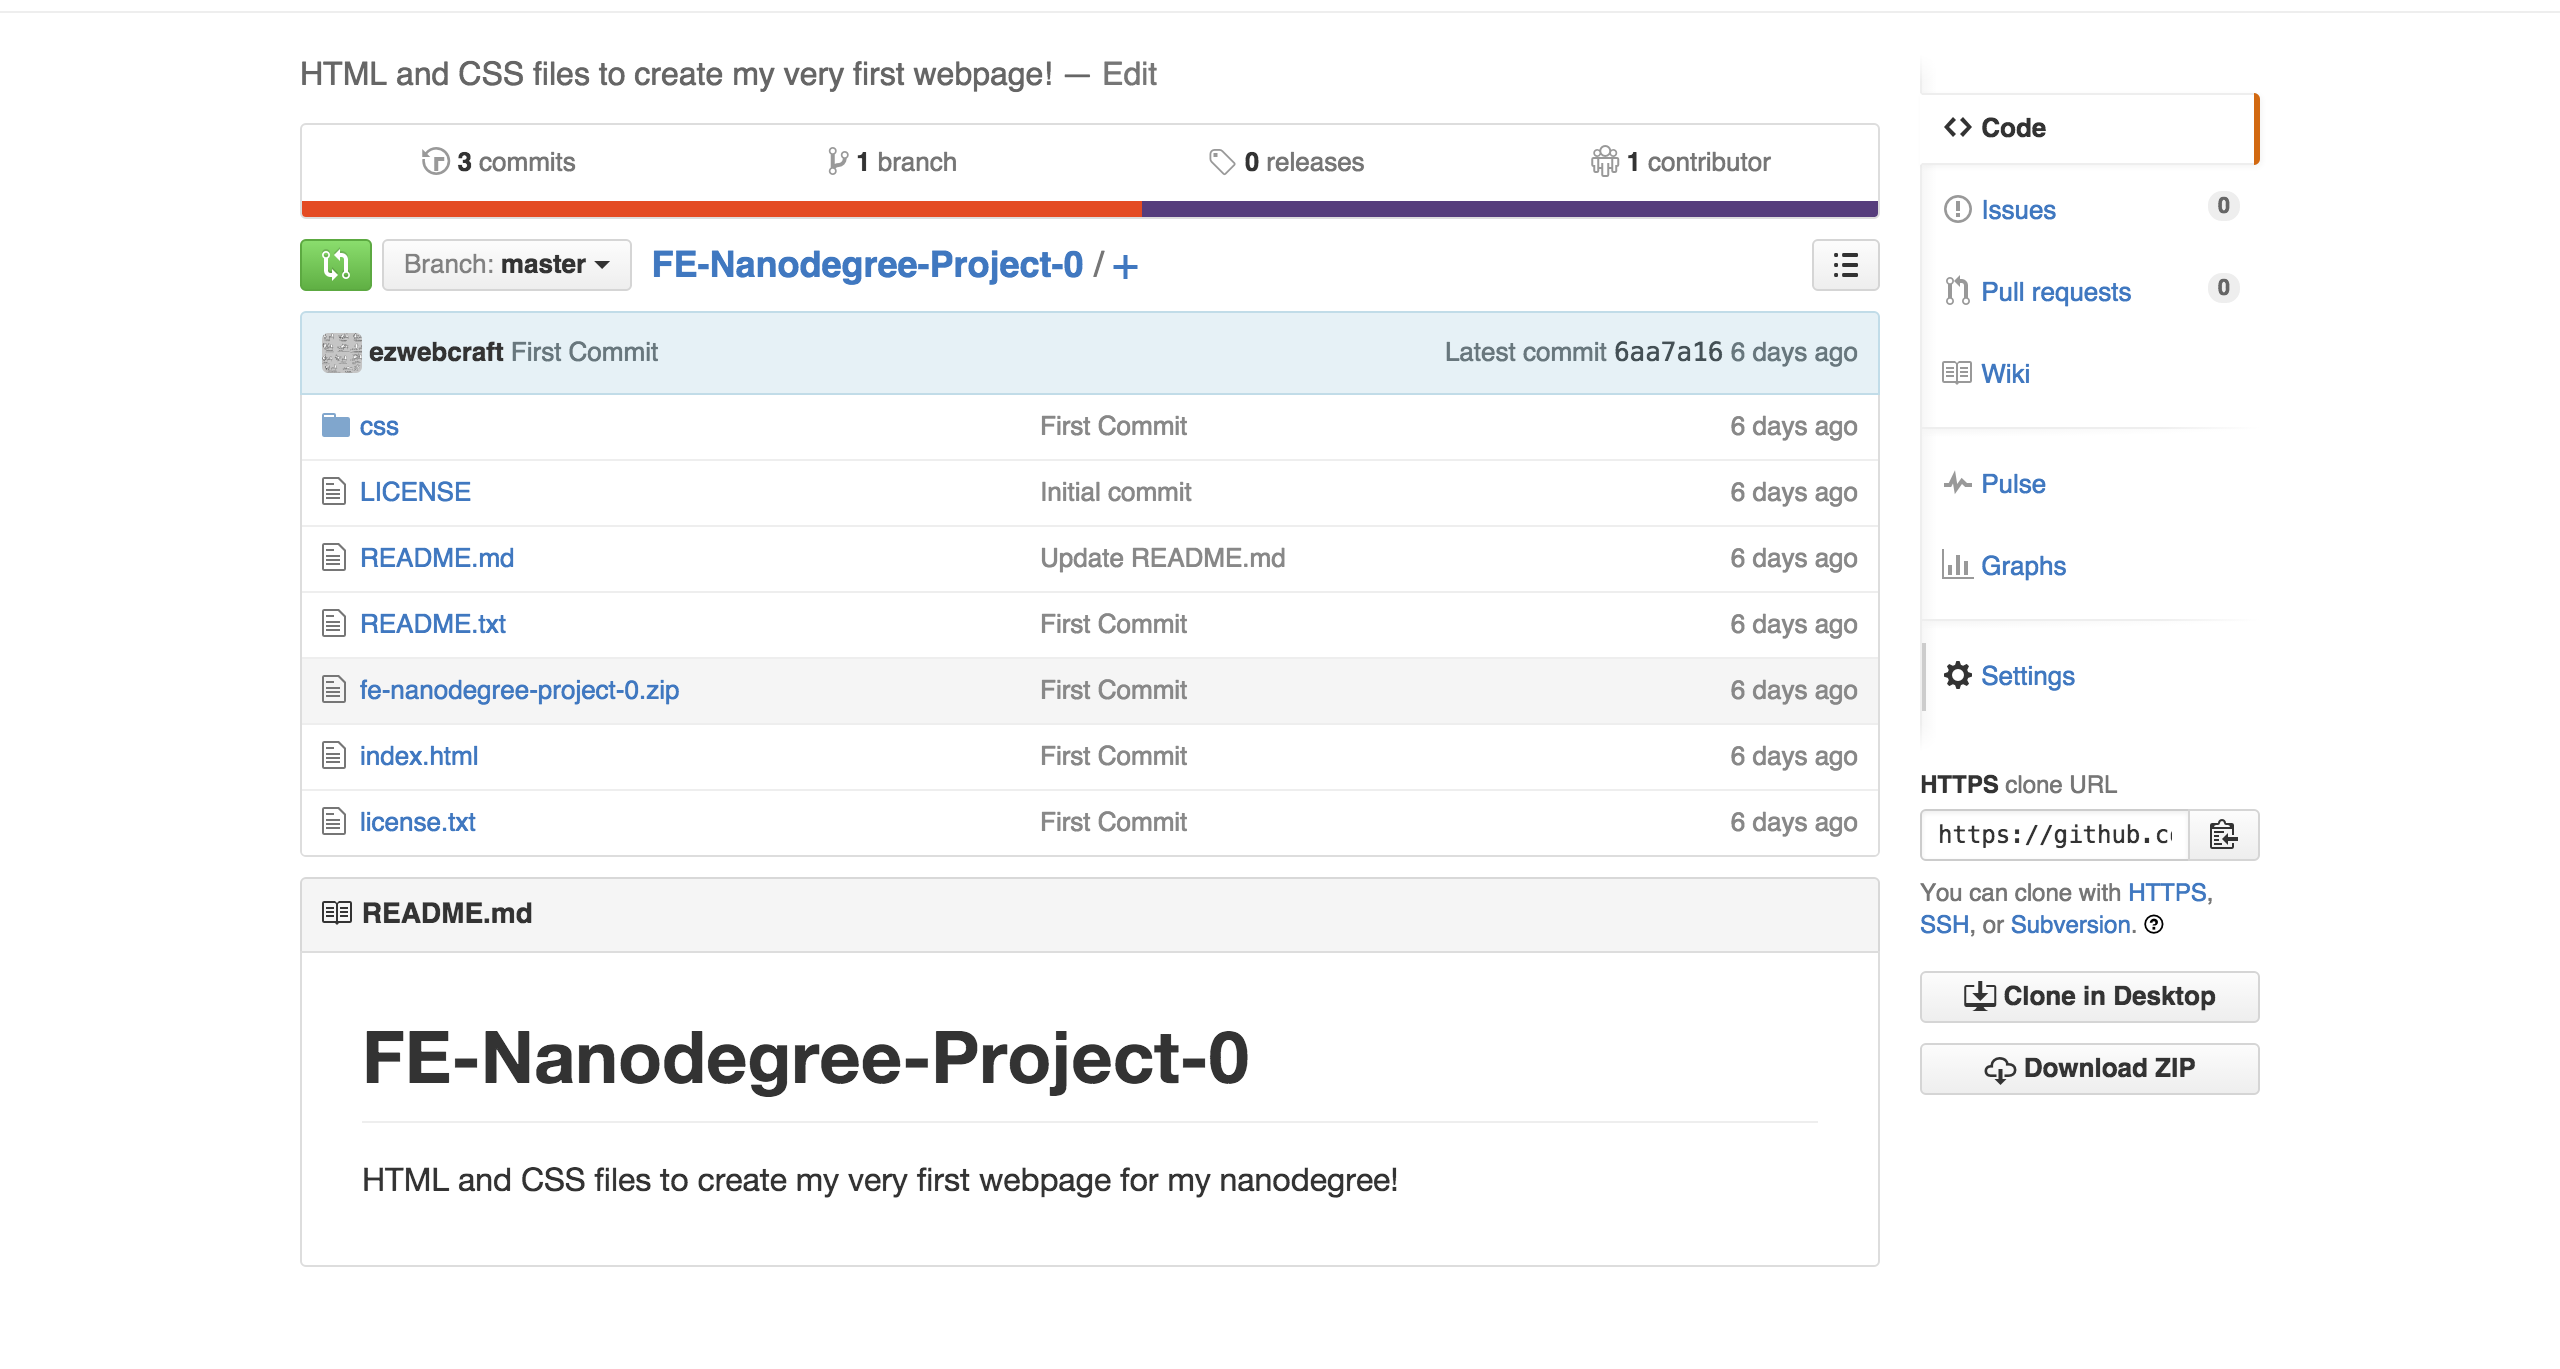 HTML and CSS files to create my very first webpage! — Edit
3 commits
1 branch
0 releases
1 contributor
Branch: master
FE-Nanodegree-Project-0 / +
ezwebcraft First Commit
Latest commit 6aa7a16 6 days ago
css First Commit 6 days ago
LICENSE Initial commit 6 days ago
README.md Update README.md 6 days ago
README.txt First Commit 6 days ago
fe-nanodegree-project-0.zip First Commit 6 days ago
index.html First Commit 6 days ago
license.txt First Commit 6 days ago
README.md
FE-Nanodegree-Project-0
HTML and CSS files to create my very first webpage for my nanodegree!
Code
Issues 0
Pull requests 0
Wiki
Pulse
Graphs
Settings
HTTPS clone URL
https://github.c
You can clone with HTTPS,
SSH, or Subversion.
Clone in Desktop
Download ZIP